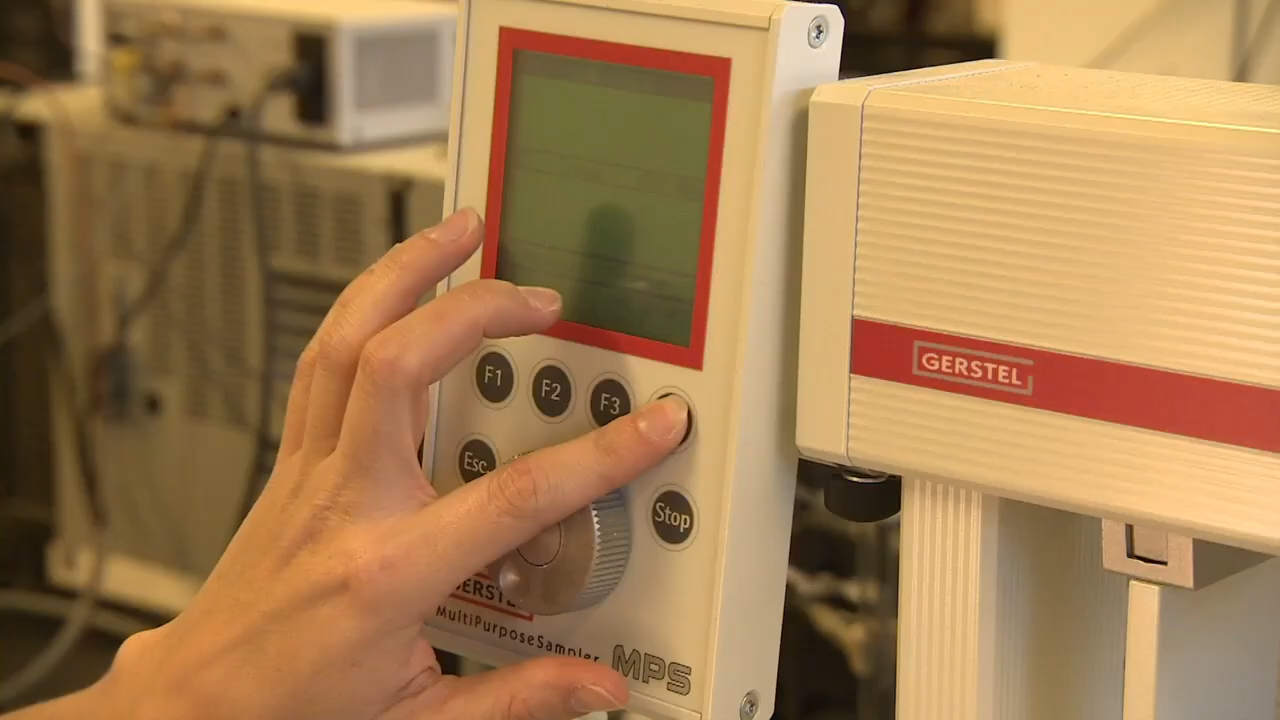 F1
F2
F3
Esc
Stop
GERSTEL
MultiPurposeSampler
MPS
GERSTEL